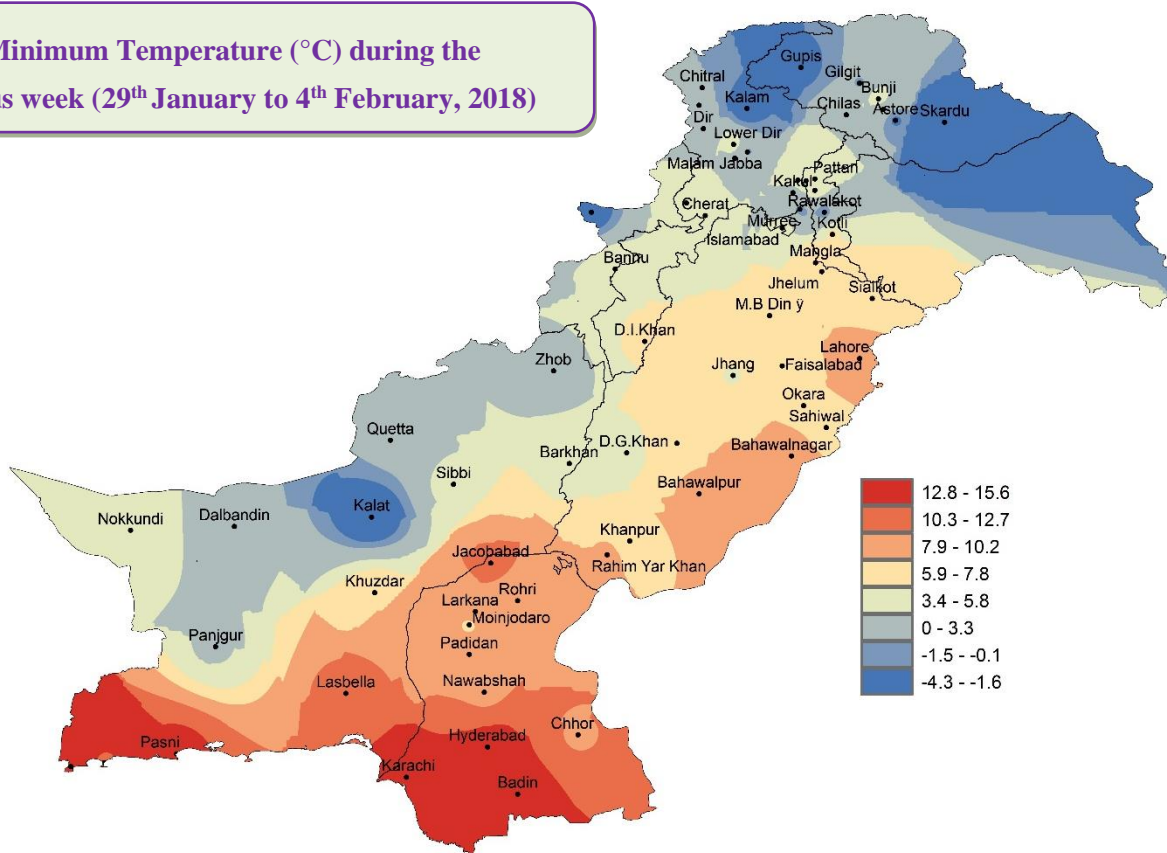 Minimum Temperature (°C) during the
us week (29th January to 4th February, 2018)
Gupis
Gilgit
Chitral
Bunji
Kalam
Chilas
Astore
Skardu
Dir
Lower Dir
Malam Jabba
Pattan
Kakul
Cherat
Rawalakot
Murree
Kotli
Islamabad
Bannu
Mangla
Jhelum
Sialkot
M.B Din ÿ
D.I.Khan
Lahore
Zhob
Jhang
Faisalabad
Okara
Sahiwal
Quetta
D.G.Khan
Bahawalnagar
Barkhan
Sibbi
Bahawalpur
Kalat
Nokkundi
Dalbandin
Khanpur
Jacobabad
Rahim Yar Khan
Khuzdar
Rohri
Larkana
Moinjodaro
Panjgur
Padidan
Lasbella
Nawabshah
Chhor
Pasni
Hyderabad
Karachi
Badin
12.8 - 15.6
10.3 - 12.7
7.9 - 10.2
5.9 - 7.8
3.4 - 5.8
0 - 3.3
-1.5 - -0.1
-4.3 - -1.6